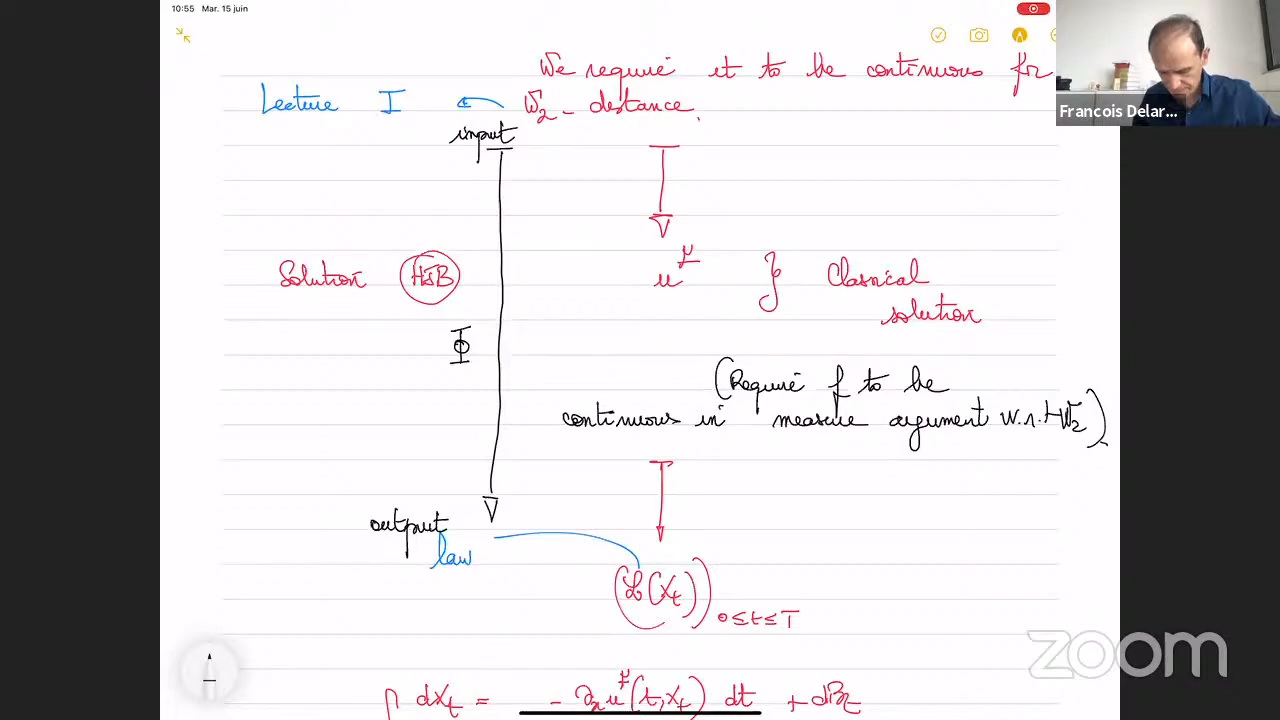 10:55 Mar. 15 juin
We require it to be continuous for
Lecture I
W₂ - distance.
input
Francois Delar...
Solution HJB
u^μ } Classical
solution
Φ
(Require f to be
continuous in measure argument w.r.t W₂)
output
law
(ℒ(X_t)) 0≤t≤T
zoom
{ dX_t = - ∂_x u^μ (t, X_t) dt + dB_t